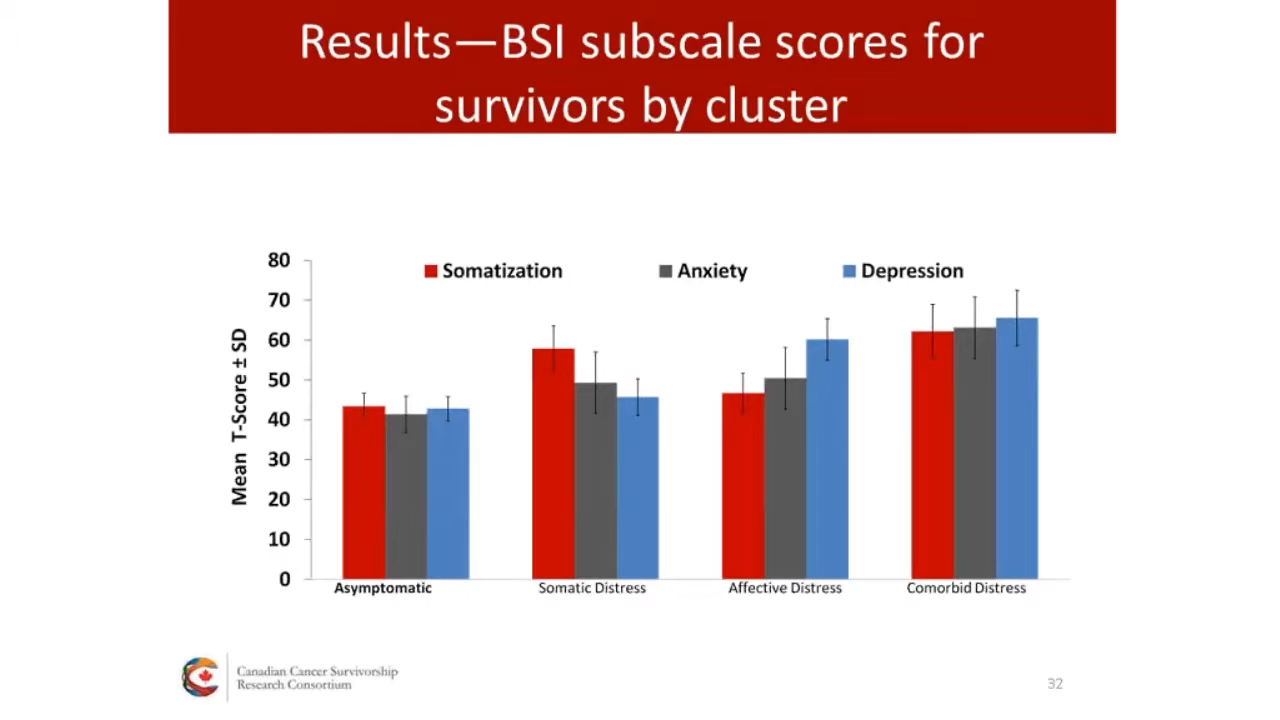 Results—BSI subscale scores for
survivors by cluster
80
70
60
50
40
30
20
10
0
Mean T-Score ± SD
Somatization
Anxiety
Depression
Asymptomatic
Somatic Distress
Affective Distress
Comorbid Distress
Canadian Cancer Survivorship
Research Consortium
32